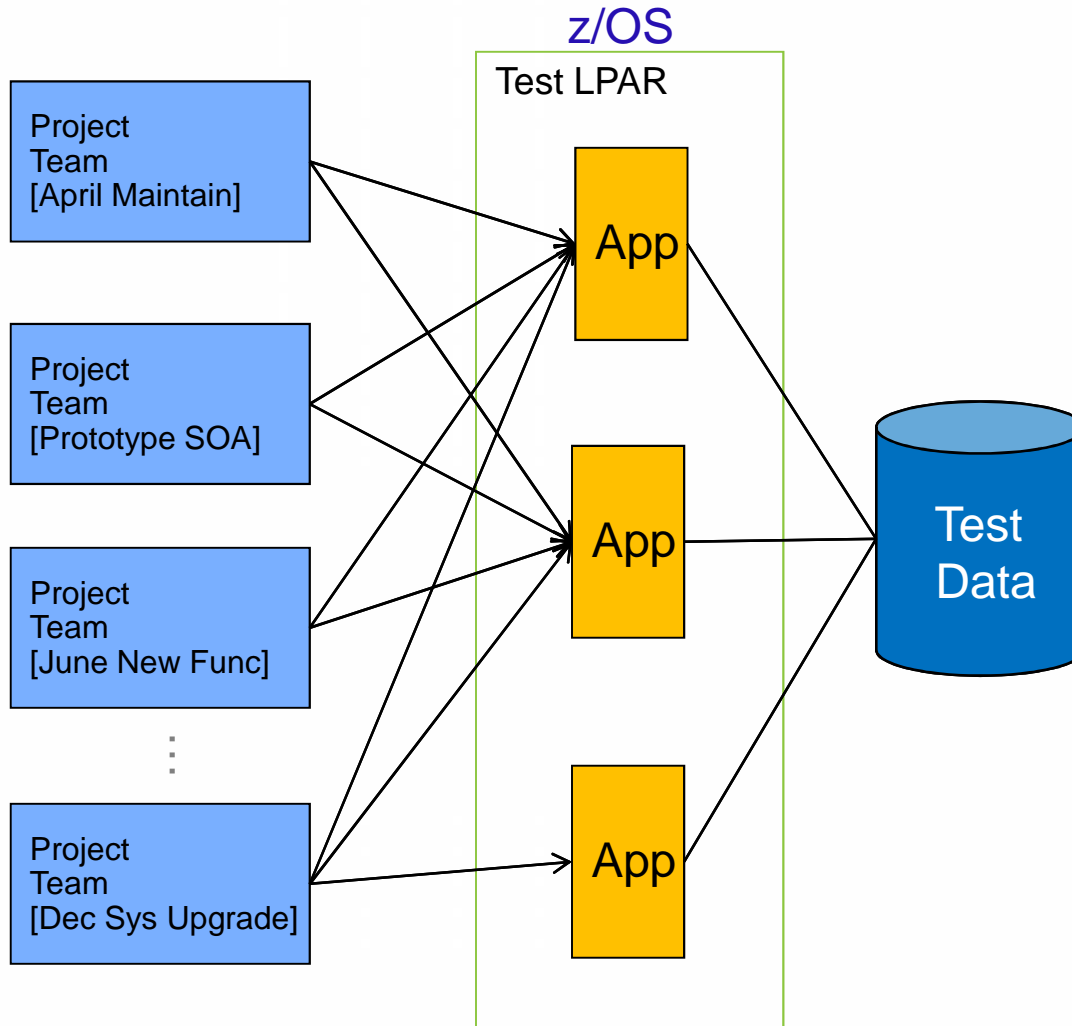 z/OS
Test LPAR
Project
Team
[April Maintain]
App
Project
Team
[Prototype SOA]
App
Test
Data
Project
Team
[June New Func]
Project
Team
[Dec Sys Upgrade]
App